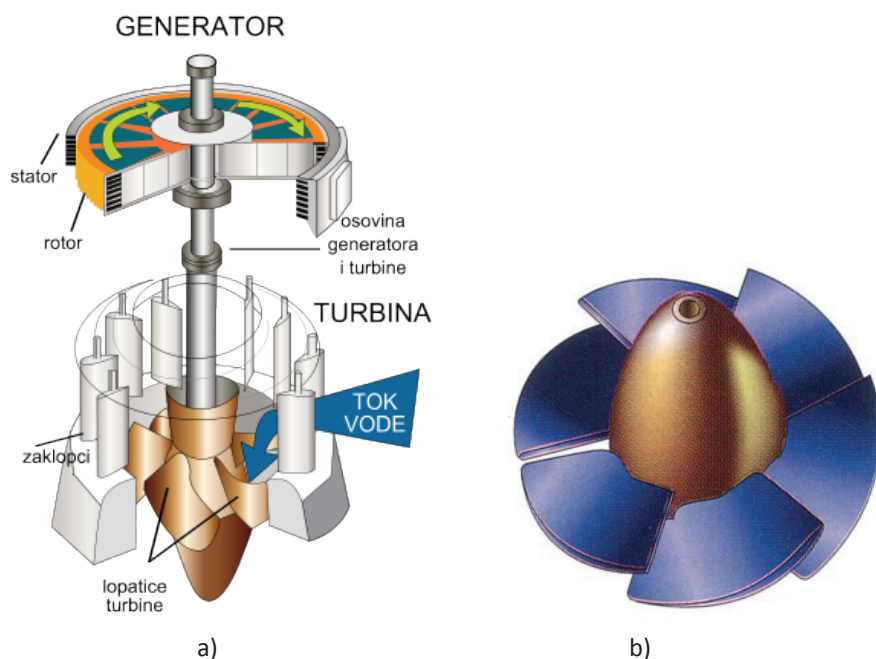 GENERATOR
stator
rotor
osovina
generatora
i turbine
TURBINA
TOK
VODE
zaklopci
lopatice
turbine
a)
b)